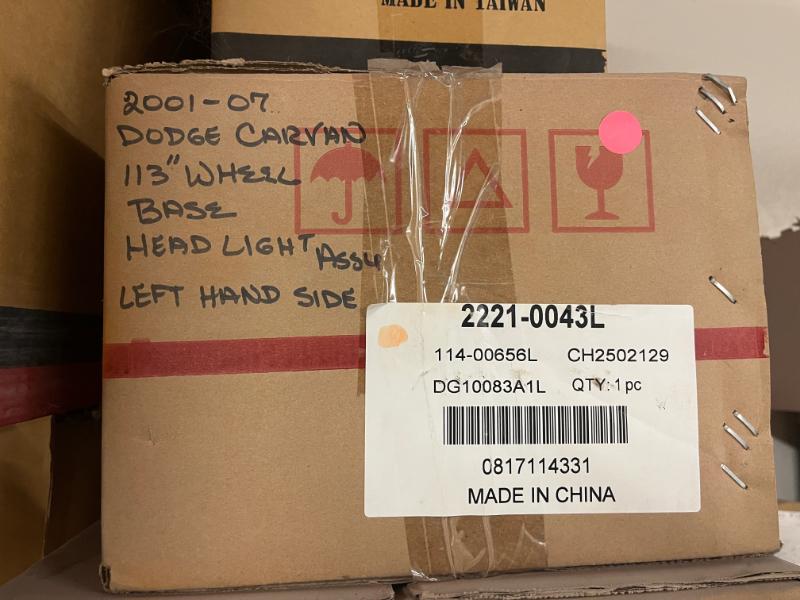 MADE IN TAIWAN
2001-07
DODGE CARVAN
113" WHEEL
BASE
HEAD LIGHT ASSY
LEFT HAND SIDE
2221-0043L
114-00656L CH2502129
DG10083A1L QTY: 1 pc
0817114331
MADE IN CHINA